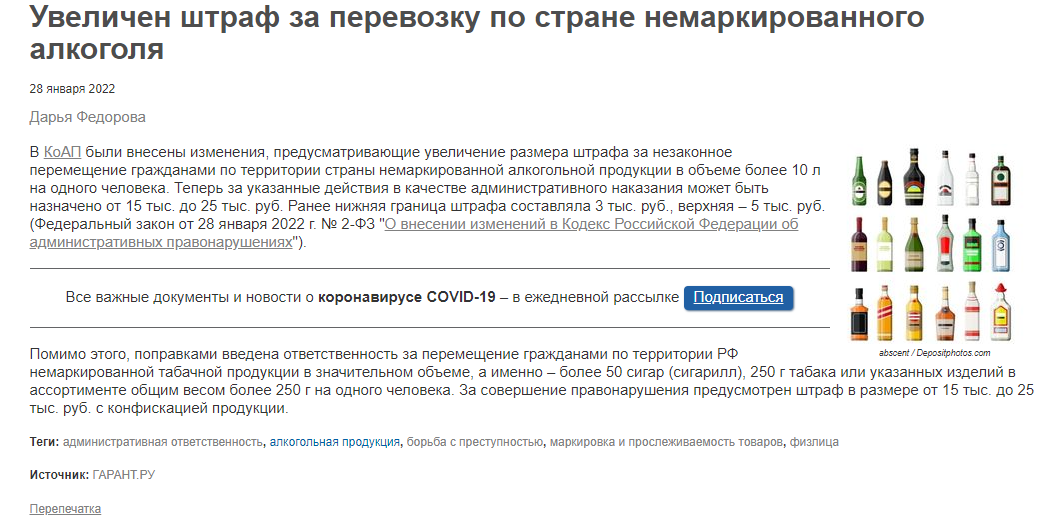 Увеличен штраф за перевозку по стране немаркированного
алкоголя
28 января 2022
Дарья Федорова
В КоАП были внесены изменения, предусматривающие увеличение размера штрафа за незаконное
перемещение гражданами по территории страны немаркированной алкогольной продукции в объеме более 10 л
на одного человека. Теперь за указанные действия в качестве административного наказания может быть
назначено от 15 тыс. до 25 тыс. руб. Ранее нижняя граница штрафа составляла 3 тыс. руб., верхняя – 5 тыс. руб.
(Федеральный закон от 28 января 2022 г. № 2-ФЗ "О внесении изменений в Кодекс Российской Федерации об
административных правонарушениях").
Все важные документы и новости о коронавирусе COVID-19 – в ежедневной рассылке Подписаться
abscent / Depositphotos.com
Помимо этого, поправками введена ответственность за перемещение гражданами по территории РФ
немаркированной табачной продукции в значительном объеме, а именно – более 50 сигар (сигарилл), 250 г табака или указанных изделий в
ассортименте общим весом более 250 г на одного человека. За совершение правонарушения предусмотрен штраф в размере от 15 тыс. до 25
тыс. руб. с конфискацией продукции.
Теги: административная ответственность, алкогольная продукция, борьба с преступностью, маркировка и прослеживаемость товаров, физлица
Источник: ГАРАНТ.РУ
Перепечатка